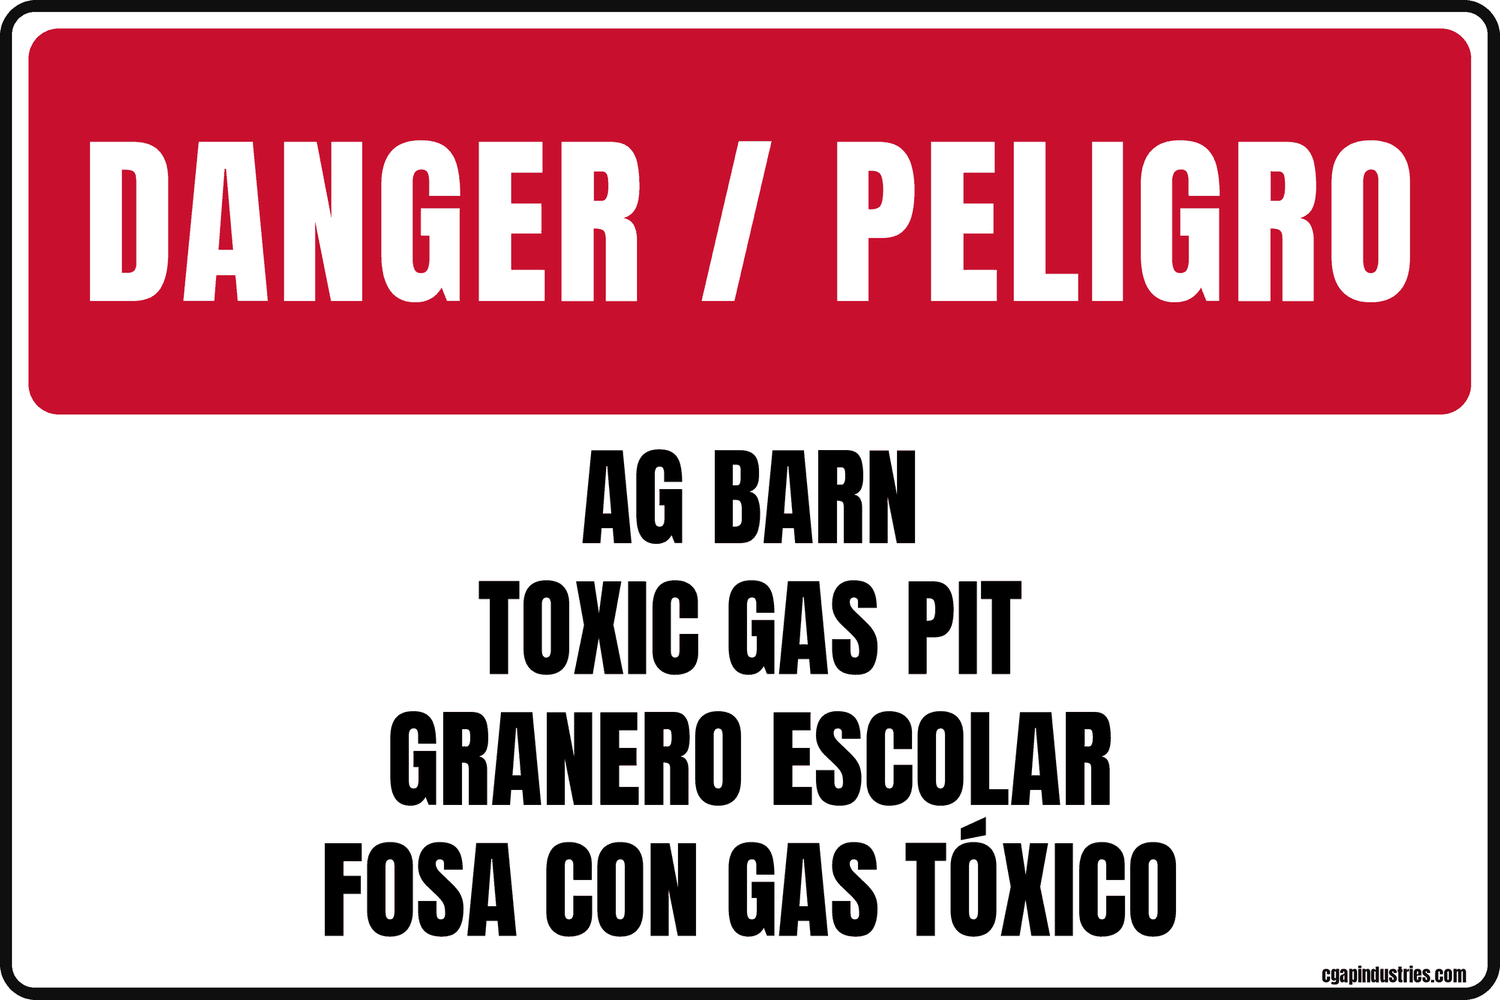 DANGER / PELIGRO
AG BARN
TOXIC GAS PIT
GRANERO ESCOLAR
FOSA CON GAS TÓXICO
cgapindustries.com